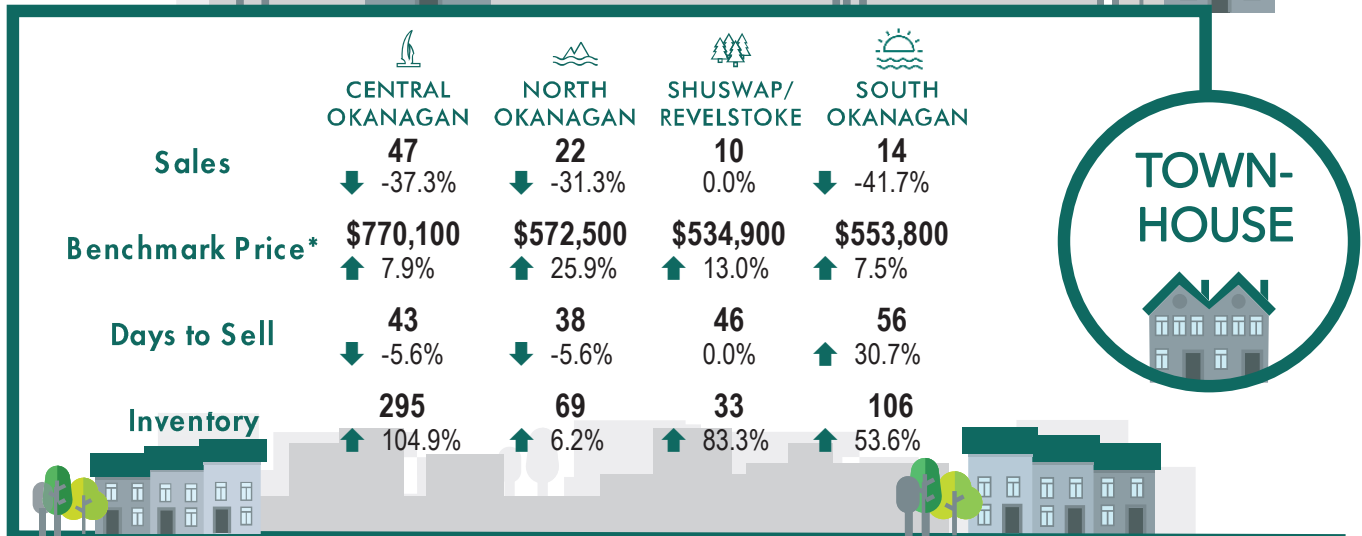 CENTRAL OKANAGAN NORTH OKANAGAN SHUSWAP/ REVELSTOKE SOUTH OKANAGAN
Sales 47 22 10 14
-37.3% -31.3% 0.0% -41.7%
Benchmark Price* $770,100 $572,500 $534,900 $553,800
7.9% 25.9% 13.0% 7.5%
Days to Sell 43 38 46 56
-5.6% -5.6% 0.0% 30.7%
Inventory 295 69 33 106
104.9% 6.2% 83.3% 53.6%
TOWN-
HOUSE